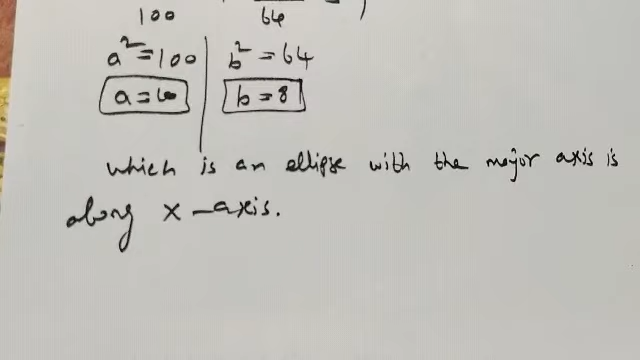 100 64
a² = 100 | b² = 64
a = 10 | b = 8
which is an ellipse with the major axis is
along x-axis.